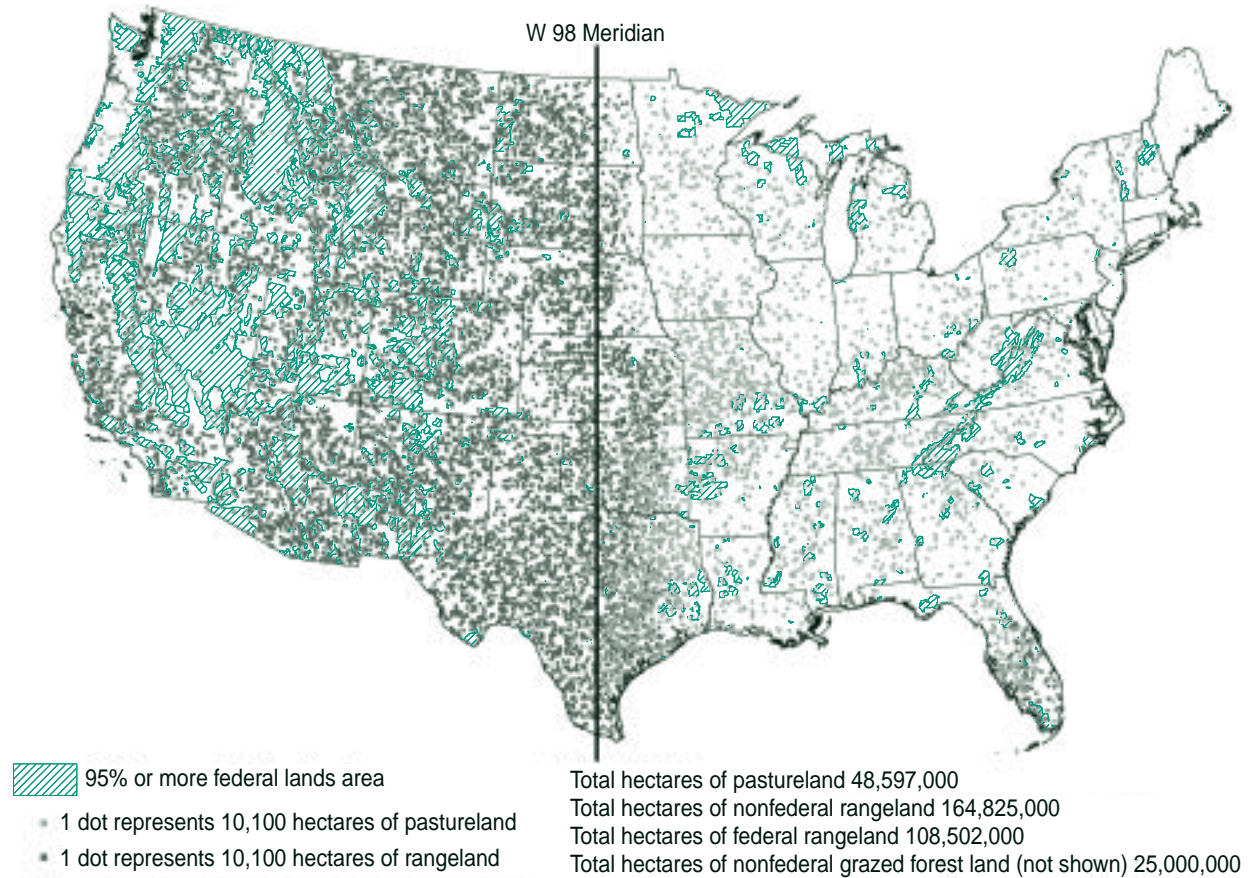 W 98 Meridian
95% or more federal lands area
1 dot represents 10,100 hectares of pastureland
1 dot represents 10,100 hectares of rangeland
Total hectares of pastureland 48,597,000
Total hectares of nonfederal rangeland 164,825,000
Total hectares of federal rangeland 108,502,000
Total hectares of nonfederal grazed forest land (not shown) 25,000,000